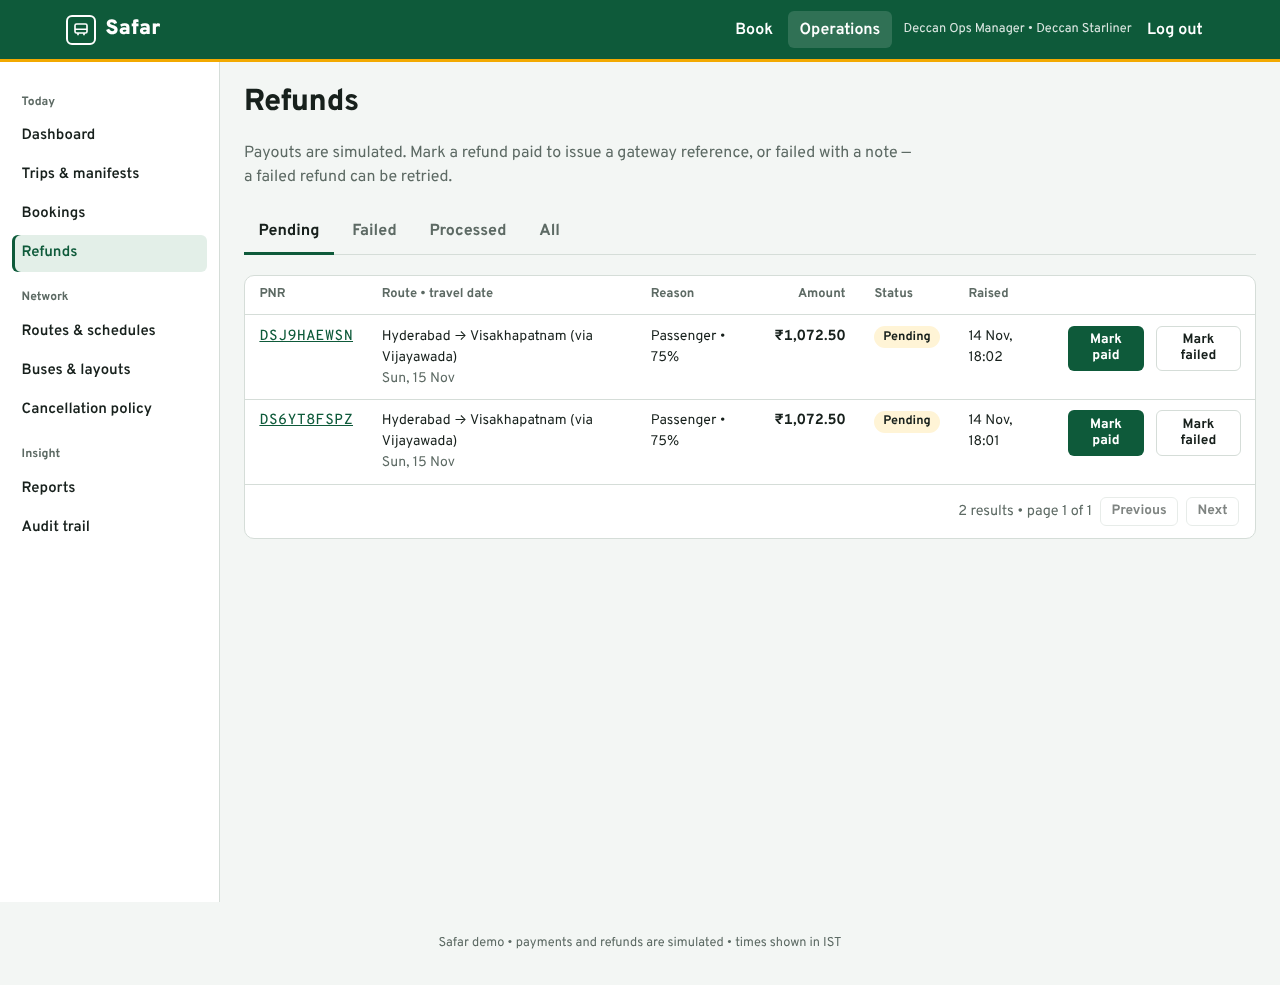 Safar
Book Operations Deccan Ops Manager • Deccan Starliner Log out
Today
Dashboard
Trips & manifests
Bookings
Refunds
Network
Routes & schedules
Buses & layouts
Cancellation policy
Insight
Reports
Audit trail
Refunds
Payouts are simulated. Mark a refund paid to issue a gateway reference, or failed with a note —
a failed refund can be retried.
Pending Failed Processed All
PNR Route • travel date Reason Amount Status Raised
DSJ9HAEWSN Hyderabad → Visakhapatnam (via Passenger • ₹1,072.50 Pending 14 Nov, Mark Mark
Vijayawada) 75% 18:02 paid failed
Sun, 15 Nov
DS6YT8FSPZ Hyderabad → Visakhapatnam (via Passenger • ₹1,072.50 Pending 14 Nov, Mark Mark
Vijayawada) 75% 18:01 paid failed
Sun, 15 Nov
2 results • page 1 of 1 Previous Next
Safar demo • payments and refunds are simulated • times shown in IST